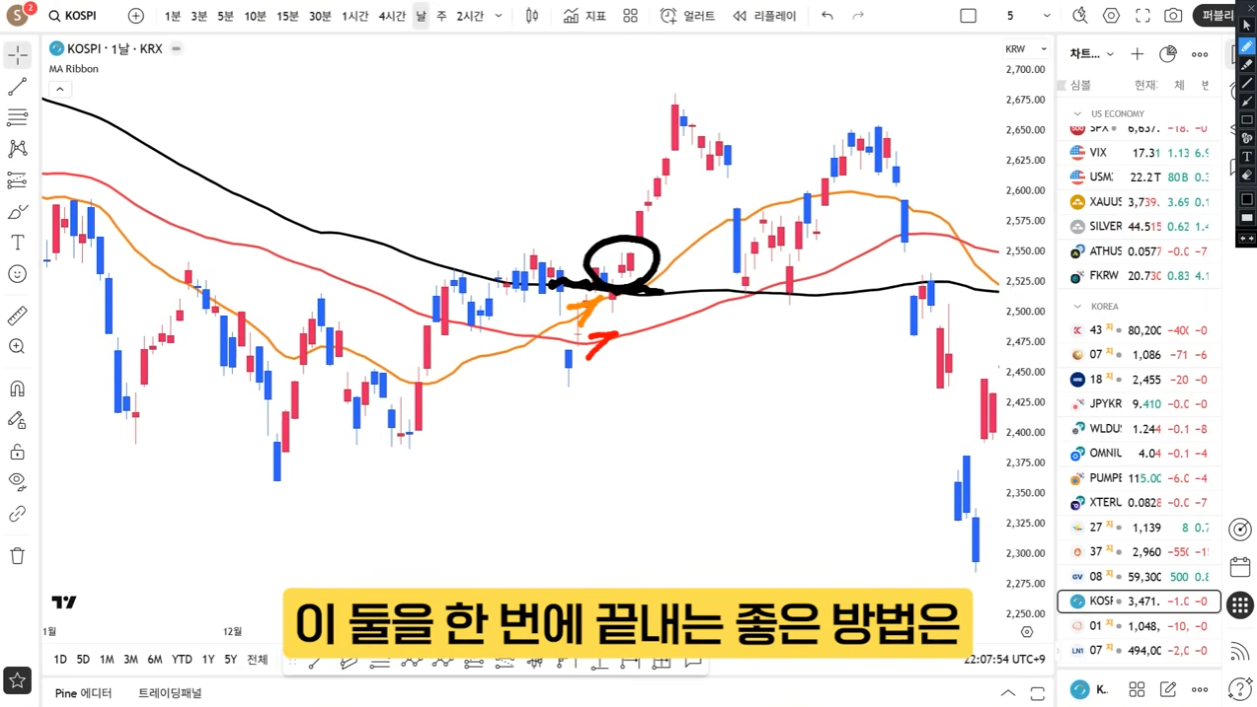 S 2 KOSPI 1분 3분 5분 10분 15분 30분 1시간 4시간 날 주 2시간 지표 얼러트 리플레이 5 퍼블리
KOSPI · 1날 · KRX
MA Ribbon
KRW
2,700.00
2,675.00
2,650.00
2,625.00
2,600.00
2,575.00
2,550.00
2,525.00
2,500.00
2,475.00
2,450.00
2,425.00
2,400.00
2,375.00
2,350.00
2,325.00
2,300.00
2,275.00
2,250.00
차트...
심볼 현재 체
US ECONOMY
SPX 6,637. -18. -0
VIX 17.31 1.13 6.9
USM 22.2T 80B 0.3
XAUUS 3,739. 3.69 0.1
SILVER 44.515 0.62 1.4
ATHUS 0.0577 -0.0 -7
FKRW 20.730 0.83 4.1
KOREA
43 지 80,200 -400 -0
07 지 1,086 -71 -6
18 지 2,455 -20 -0
JPYKR 9.410 -0.0 -0
WLDU 1.244 -0.1 -8
OMNIU 4.04 -0.1 -4
PUMPE 115.00 -6.0 -4
XTERU 0.0828 -0.0 -7
27 지 1,139 8 0.7
37 지 2,960 -550
08 지 59,300 500 0.8
KOSF 3,471. -1.0 -0
01 지 1,048, -10, -0
07 지 494,00 -2,0 -0
이 둘을 한 번에 끝내는 좋은 방법은
1월 12월
1D 5D 1M 3M 6M YTD 1Y 5Y 전체 22:07:54 UTC+9
Pine 에디터 트레이딩패널 K.